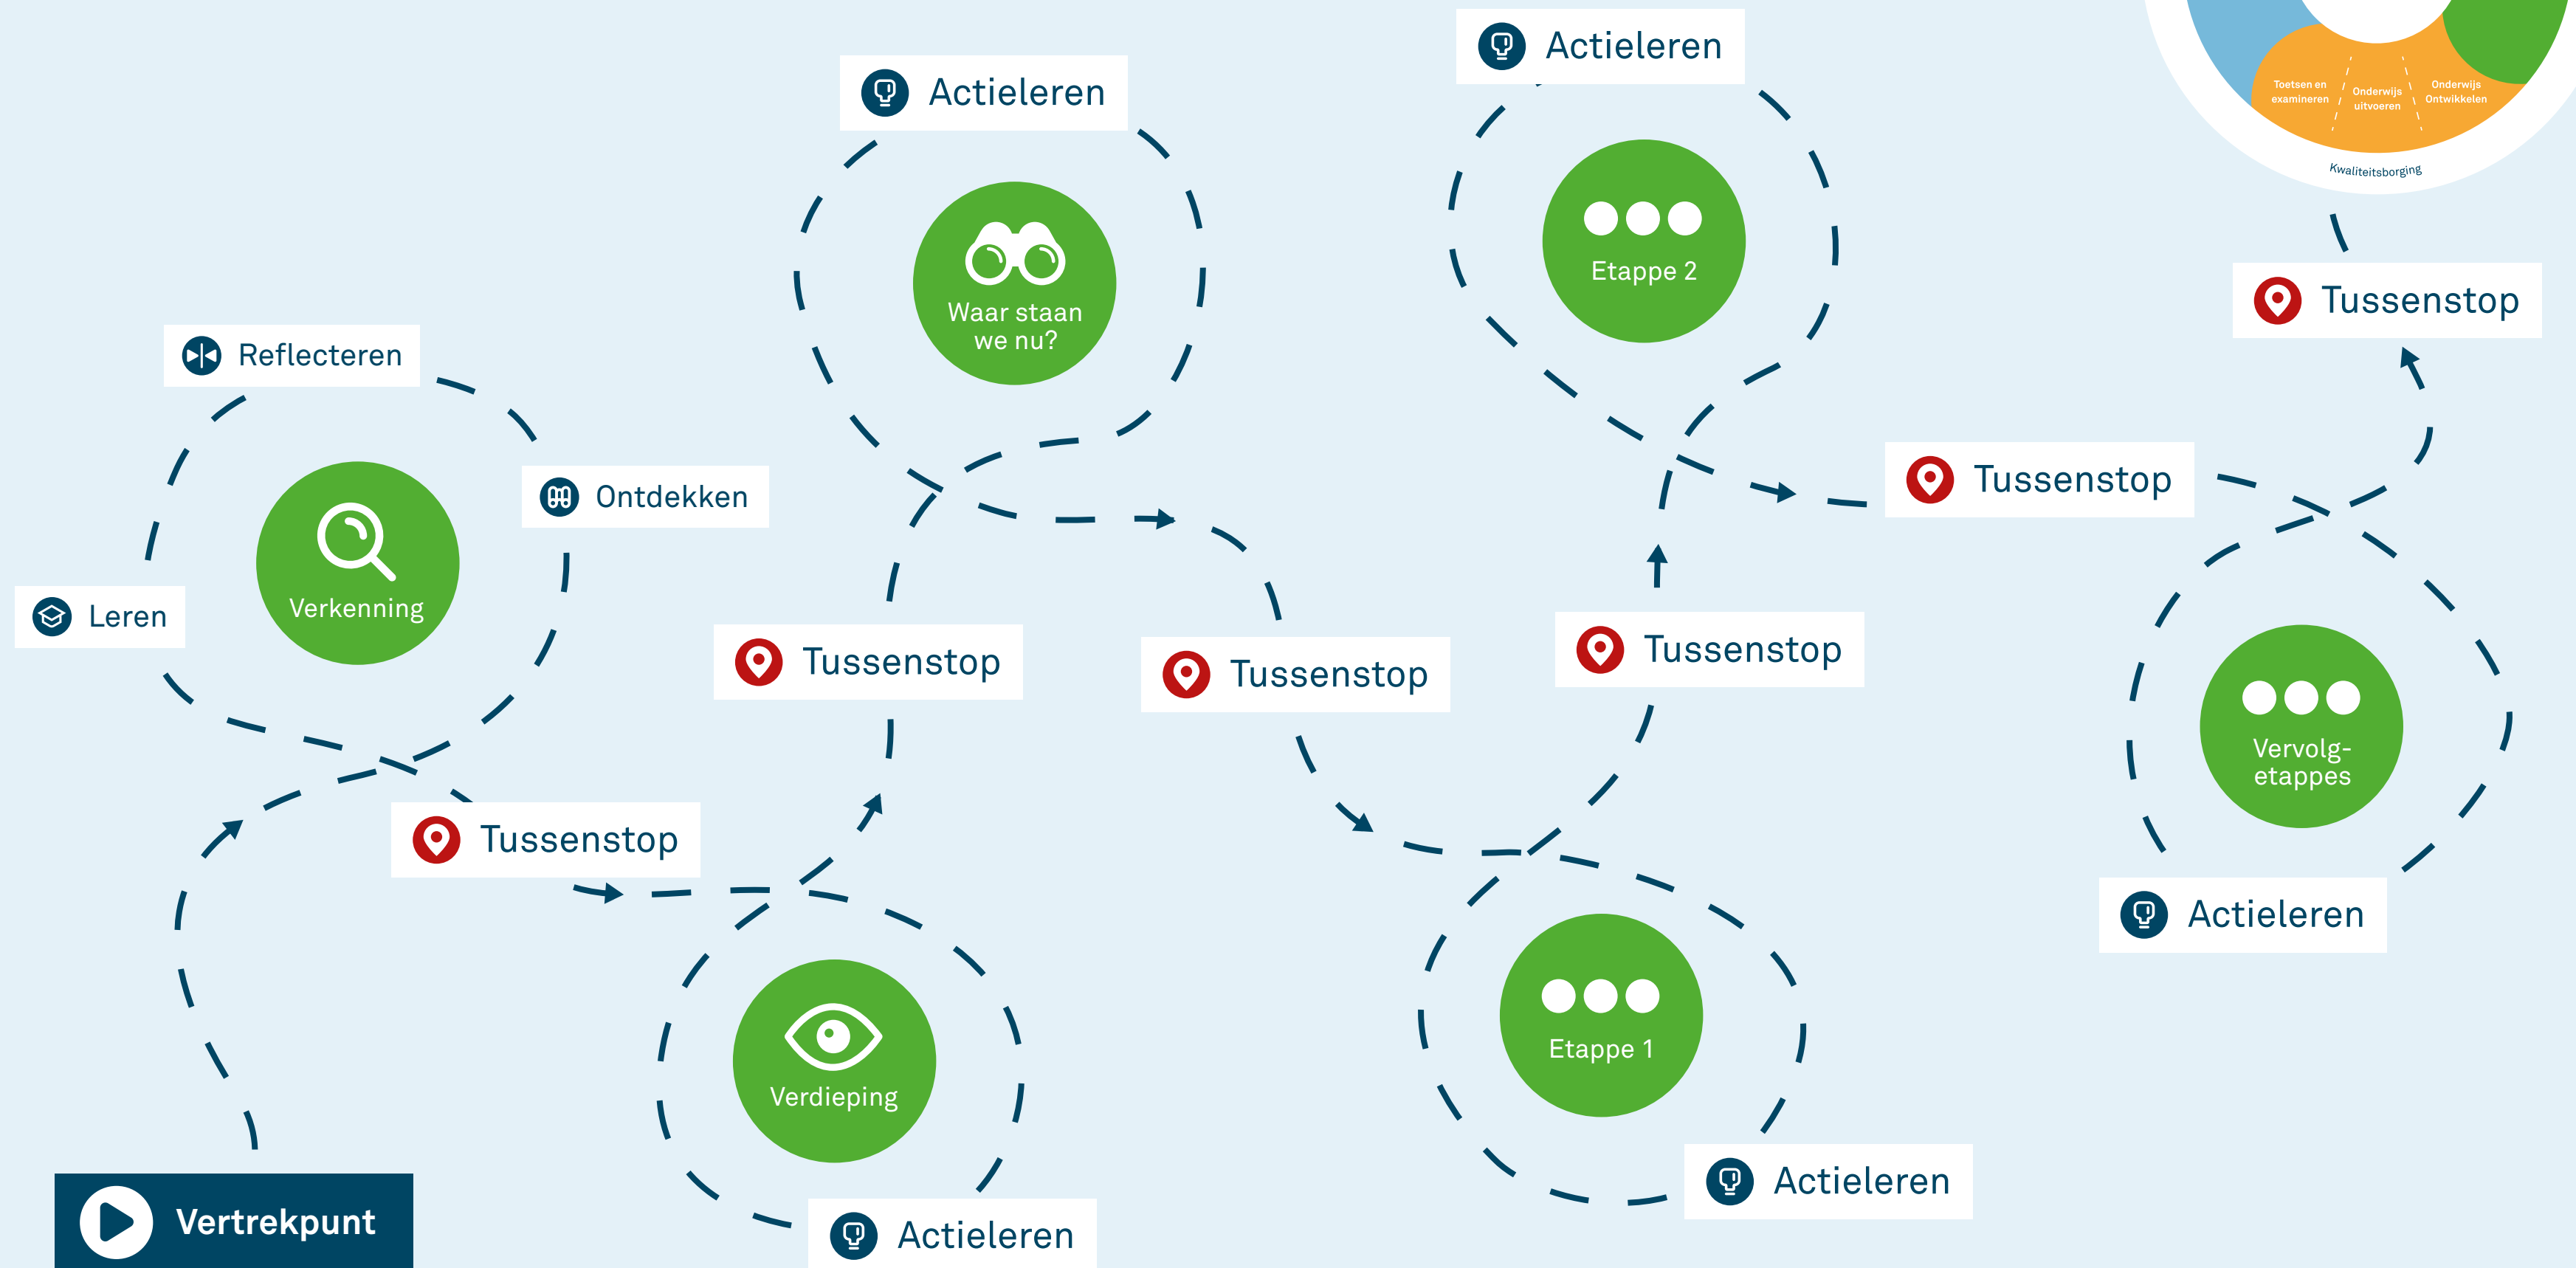 Vertrekpunt
Leren
Reflecteren
Ontdekken
Verkenning
Tussenstop
Verdieping
Actieleren
Tussenstop
Actieleren
Waar staan
we nu?
Tussenstop
Etappe 1
Actieleren
Tussenstop
Actieleren
Etappe 2
Tussenstop
Vervolg-
etappes
Actieleren
Tussenstop
Toetsen en
examineren
Onderwijs
uitvoeren
Onderwijs
Ontwikkelen
Kwaliteitsborging